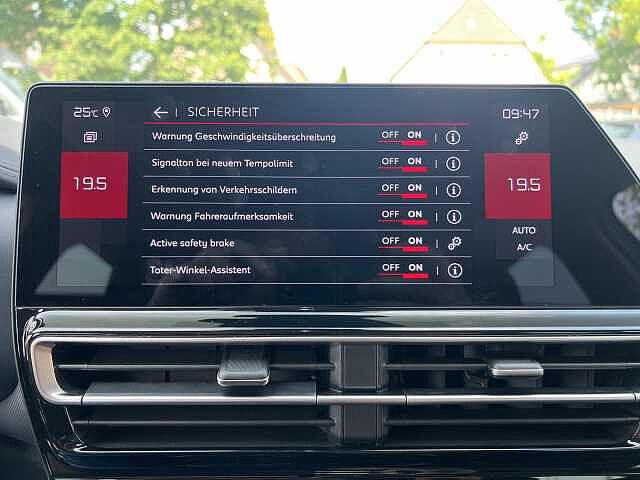 25°C
SICHERHEIT
09:47
Warnung Geschwindigkeitsüberschreitung OFF ON
Signalton bei neuem Tempolimit OFF ON
19.5
Erkennung von Verkehrsschildern OFF ON
19.5
Warnung Fahreraufmerksamkeit OFF ON
AUTO
Active safety brake OFF ON
A/C
Toter-Winkel-Assistent OFF ON